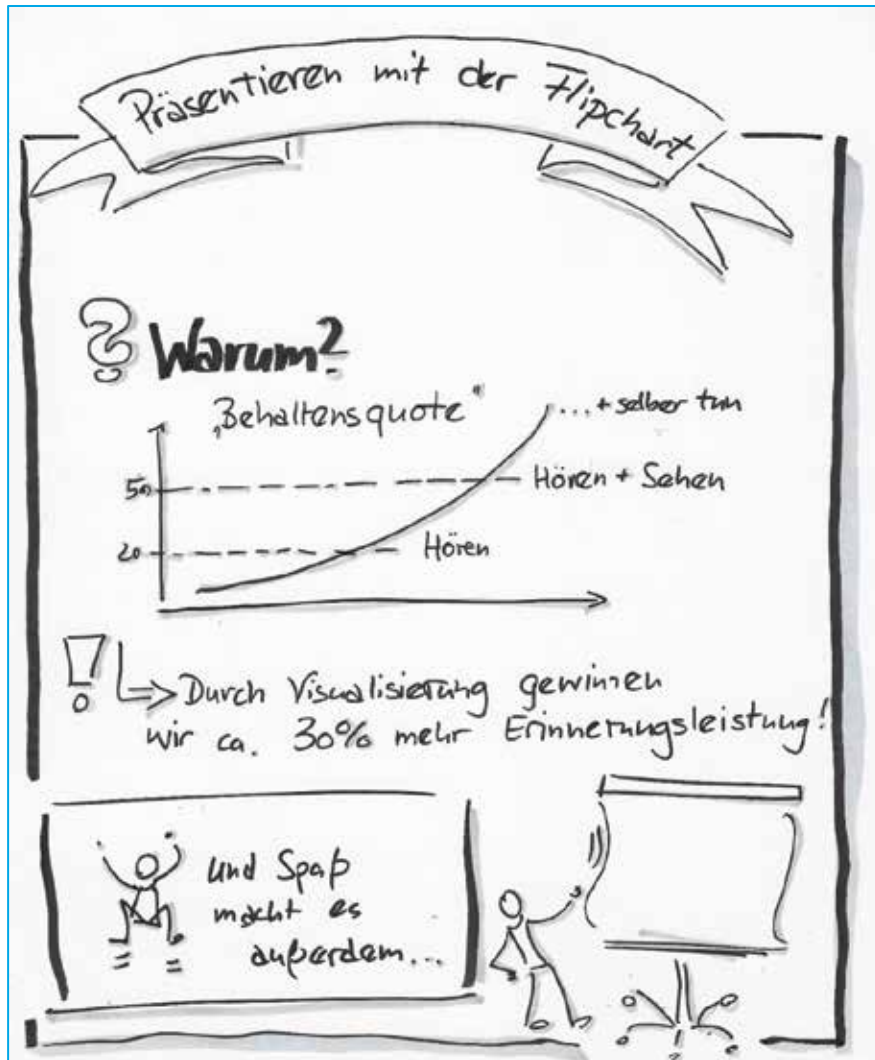 Präsentieren mit der Flipchart
? Warum?
„Behaltensquote"
...+ selber tun
50
Hören + Sehen
20
Hören
! Durch Visualisierung gewinnen
wir ca. 30% mehr Erinnerungsleistung!
und Spaß
macht es
außerdem...